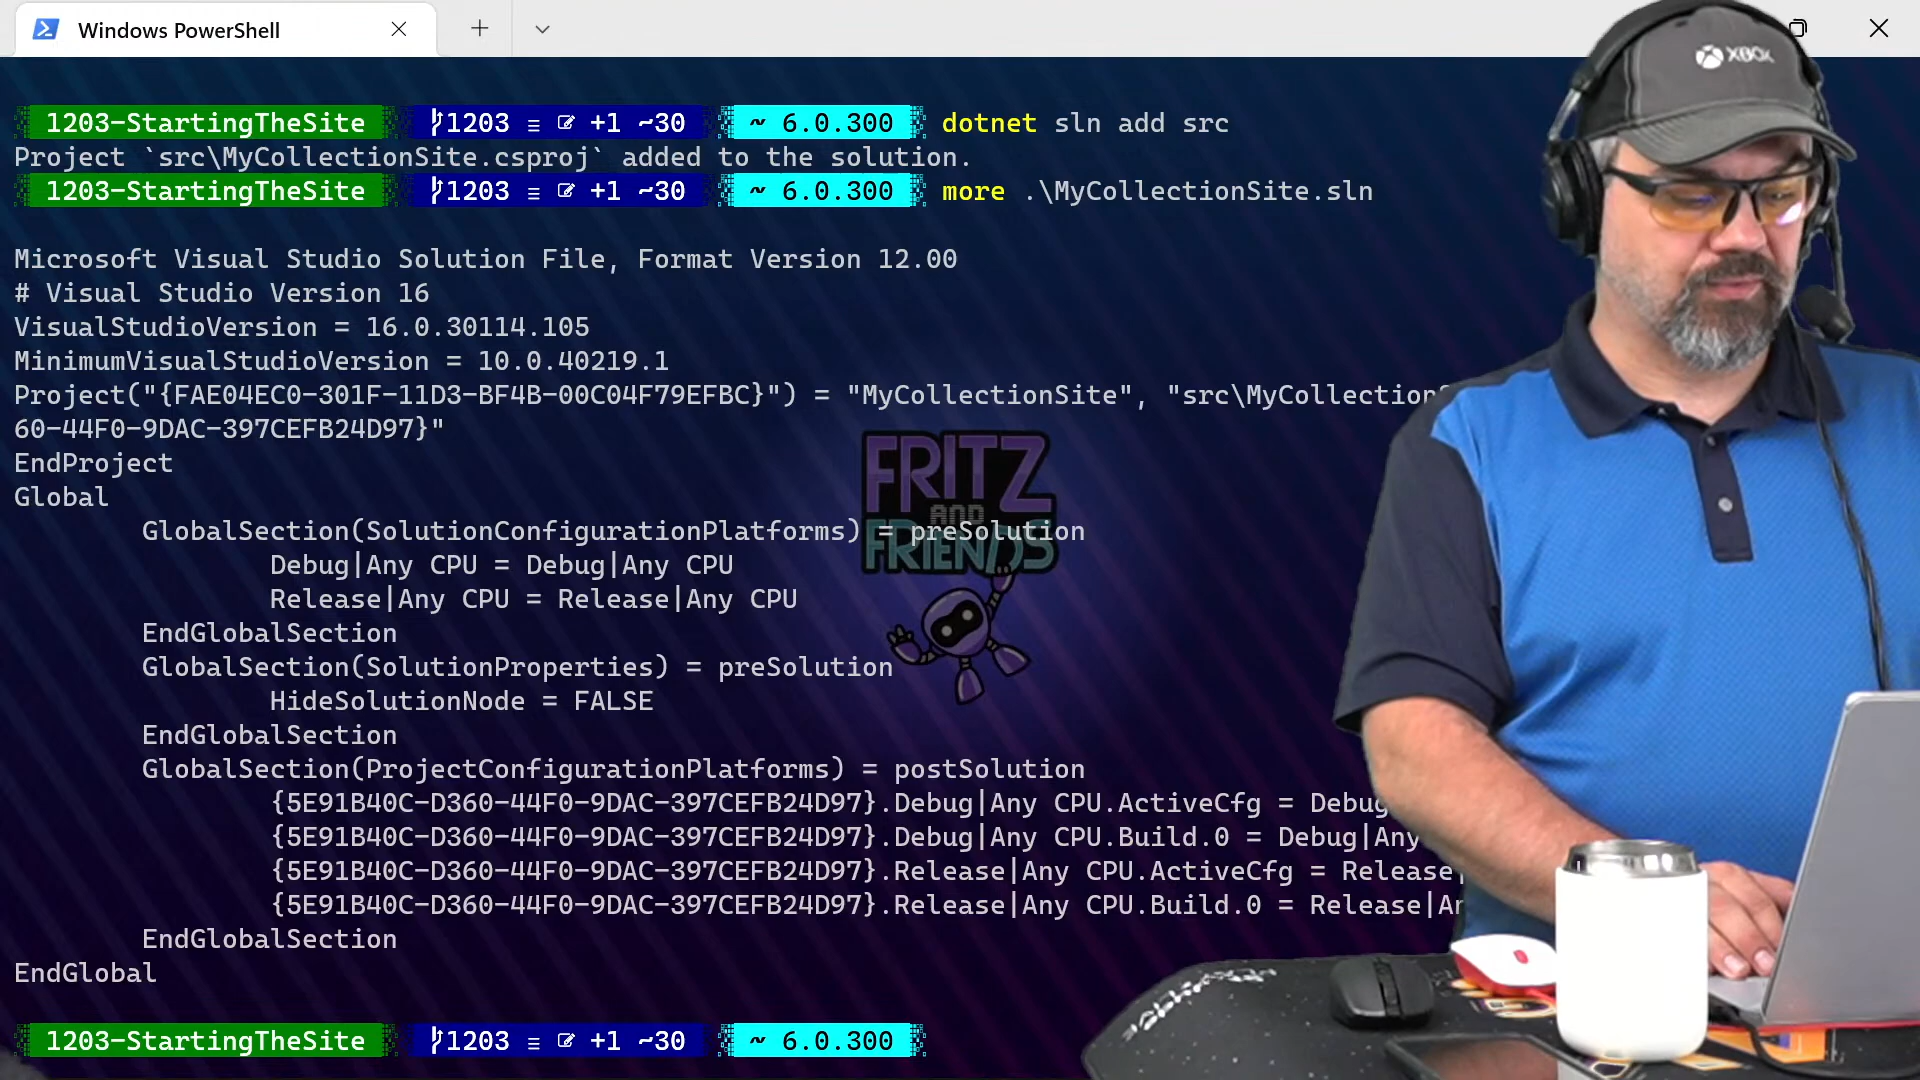 Windows PowerShell
XBOX
1203-StartingTheSite 1203 ≡ +1 ~30 ~ 6.0.300 dotnet sln add src
Project `src\MyCollectionSite.csproj` added to the solution.
1203-StartingTheSite 1203 ≡ +1 ~30 ~ 6.0.300 more .\MyCollectionSite.sln
Microsoft Visual Studio Solution File, Format Version 12.00
# Visual Studio Version 16
VisualStudioVersion = 16.0.30114.105
MinimumVisualStudioVersion = 10.0.40219.1
Project("{FAE04EC0-301F-11D3-BF4B-00C04F79EFBC}") = "MyCollectionSite", "src\MyCollection
60-44F0-9DAC-397CEFB24D97}"
EndProject
Global
GlobalSection(SolutionConfigurationPlatforms) = preSolution
Debug|Any CPU = Debug|Any CPU
Release|Any CPU = Release|Any CPU
EndGlobalSection
GlobalSection(SolutionProperties) = preSolution
HideSolutionNode = FALSE
EndGlobalSection
GlobalSection(ProjectConfigurationPlatforms) = postSolution
{5E91B40C-D360-44F0-9DAC-397CEFB24D97}.Debug|Any CPU.ActiveCfg = Debug
{5E91B40C-D360-44F0-9DAC-397CEFB24D97}.Debug|Any CPU.Build.0 = Debug|Any
{5E91B40C-D360-44F0-9DAC-397CEFB24D97}.Release|Any CPU.ActiveCfg = Release|
{5E91B40C-D360-44F0-9DAC-397CEFB24D97}.Release|Any CPU.Build.0 = Release|An
EndGlobalSection
EndGlobal
1203-StartingTheSite 1203 ≡ +1 ~30 ~ 6.0.300
FRITZ
AND
FRIENDS